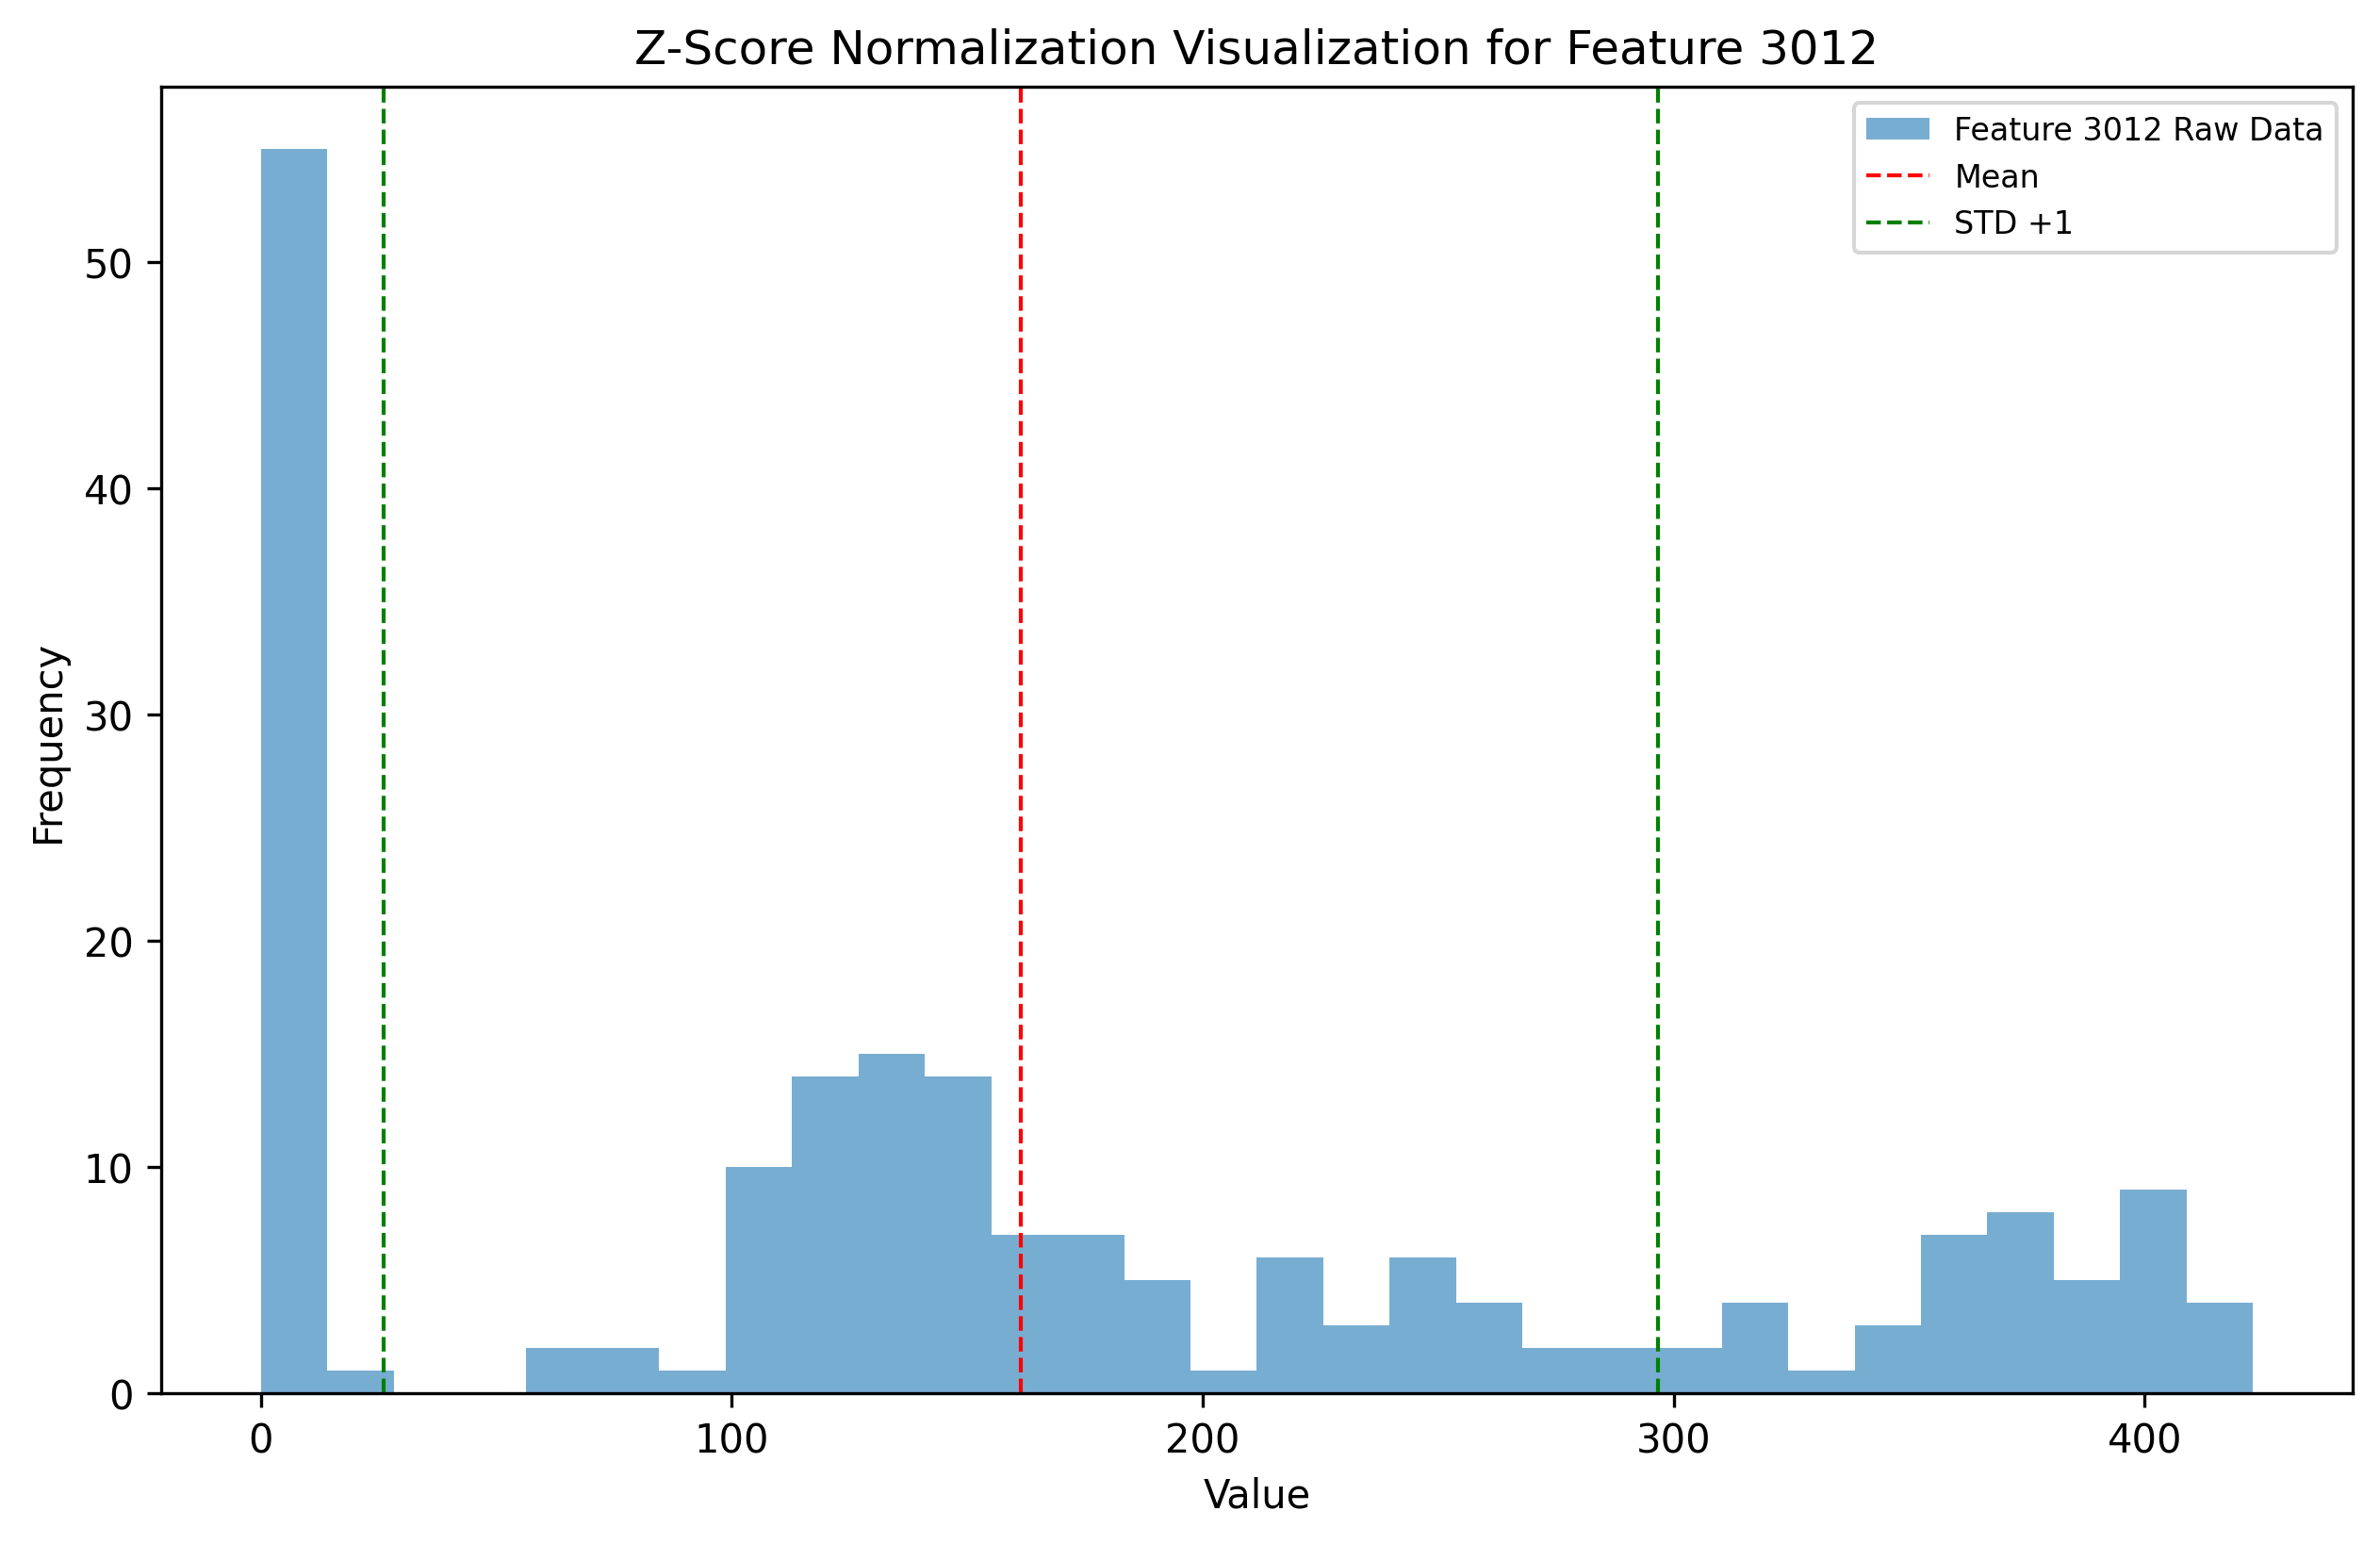 Z-Score Normalization Visualization for Feature 3012
Feature 3012 Raw Data
Mean
STD +1
50
40
30
20
10
0
Frequency
0 100 200 300 400
Value